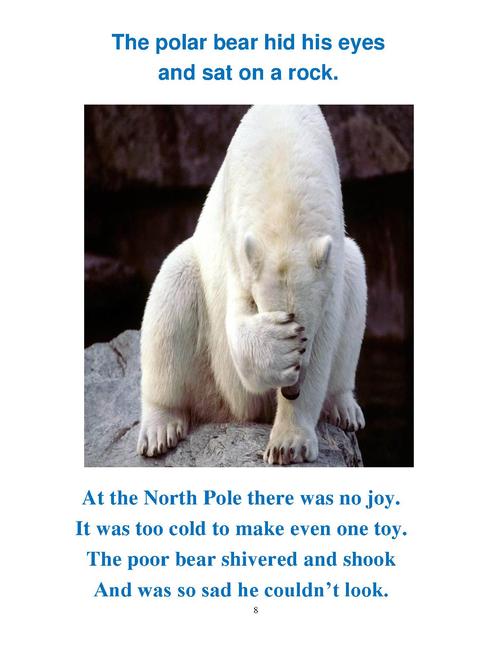 The polar bear hid his eyes
and sat on a rock.
At the North Pole there was no joy.
It was too cold to make even one toy.
The poor bear shivered and shook
And was so sad he couldn’t look.
8